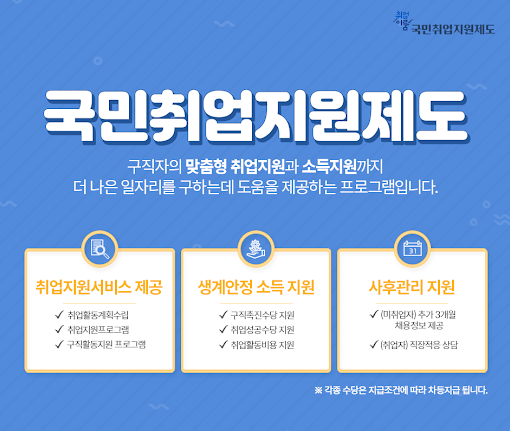 취업
이룸
국민취업지원제도
국민취업지원제도
구직자의 맞춤형 취업지원과 소득지원까지
더 나은 일자리를 구하는데 도움을 제공하는 프로그램입니다.
31
취업지원서비스 제공
✓ 취업활동계획수립
✓ 취업지원프로그램
✓ 구직활동지원 프로그램
생계안정 소득 지원
✓ 구직촉진수당 지원
✓ 취업성공수당 지원
✓ 취업활동비용 지원
사후관리 지원
✓ (미취업자) 추가 3개월
채용정보 제공
✓ (취업자) 직장적응 상담
※ 각종 수당은 지급조건에 따라 차등지급 됩니다.